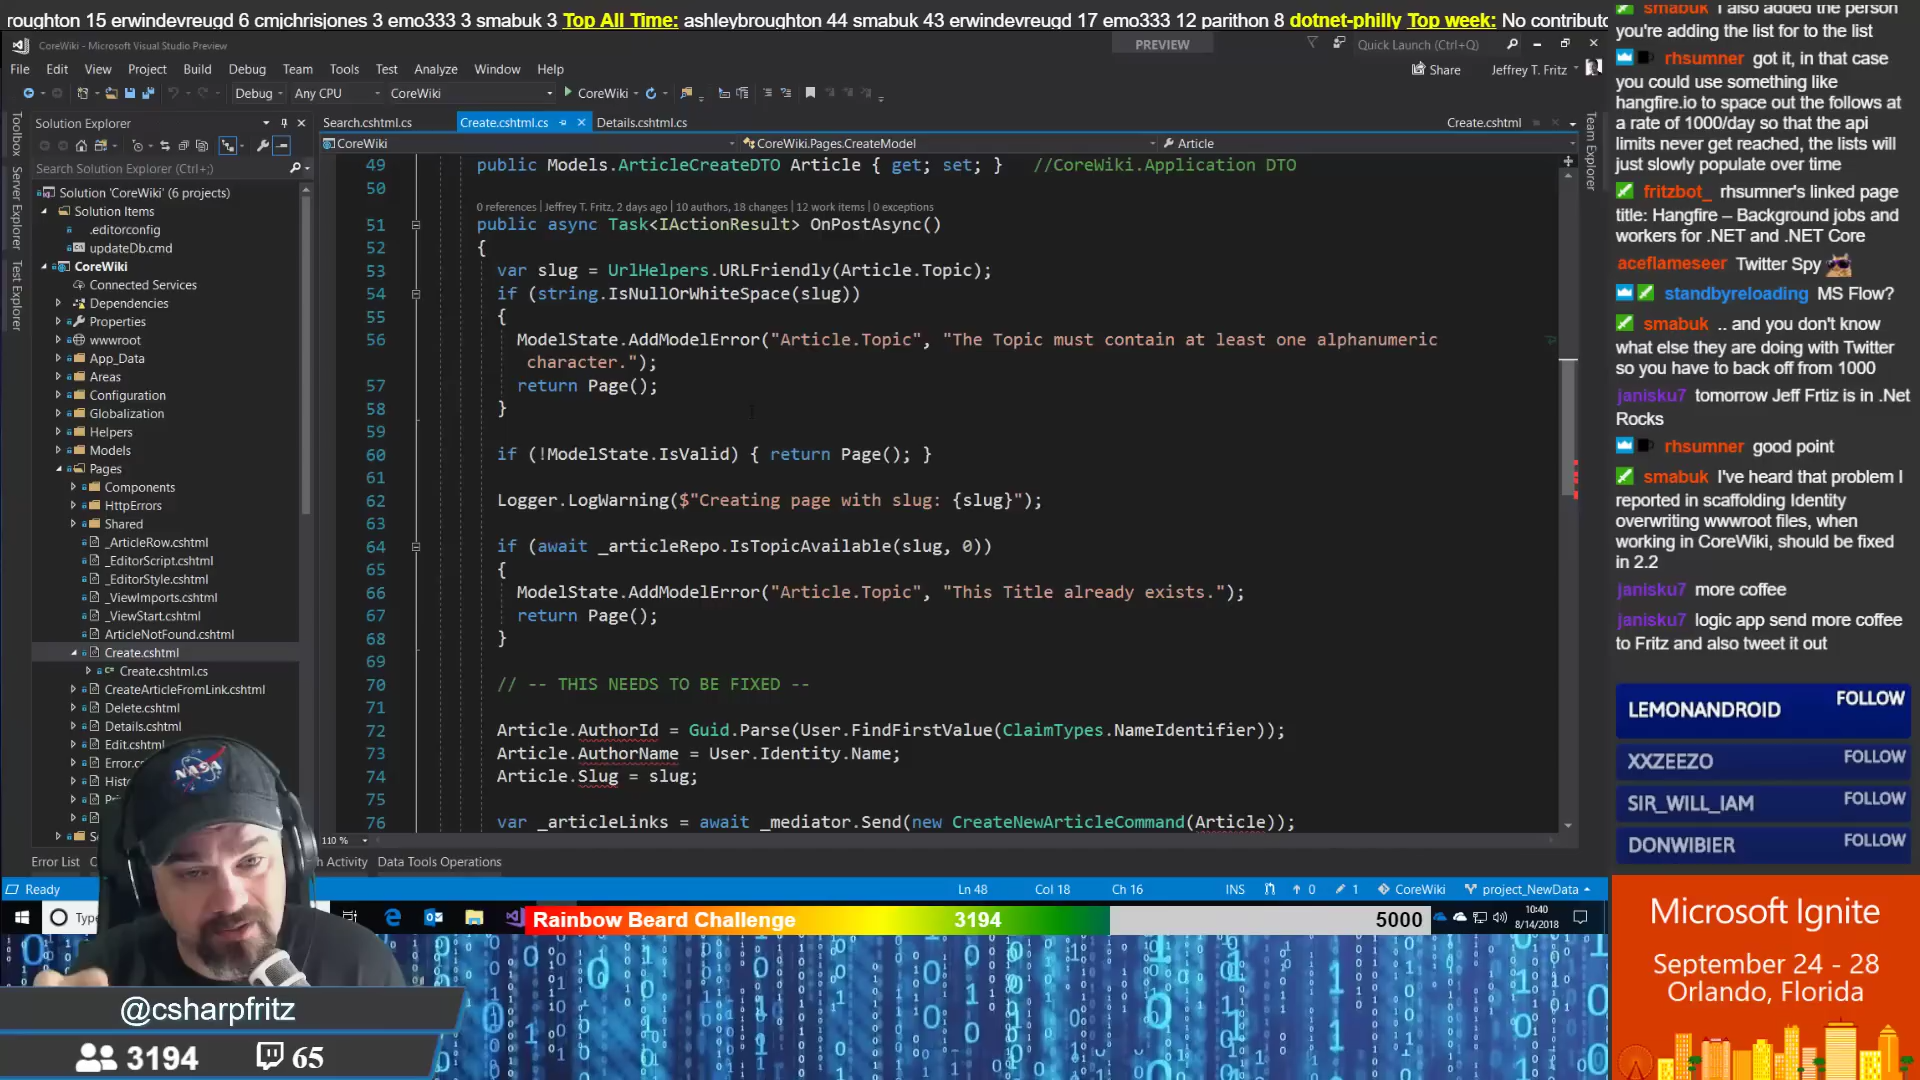 roughton 15 erwindevreugd 6 cmjchrisjones 3 emo333 3 smabuk 3 Top All Time: ashleybroughton 44 smabuk 43 erwindevreugd 17 emo333 12 parithon 8 dotnet-philly Top week: No contributo
CoreWiki - Microsoft Visual Studio Preview
PREVIEW
Quick Launch (Ctrl+Q)
File Edit View Project Build Debug Team Tools Test Analyze Window Help
Share
Jeffrey T. Fritz
Debug Any CPU CoreWiki CoreWiki
Toolbox
Server Explorer
Test Explorer
Solution Explorer
Search Solution Explorer (Ctrl+;)
Solution 'CoreWiki' (6 projects)
Solution Items
.editorconfig
updateDb.cmd
CoreWiki
Connected Services
Dependencies
Properties
wwwroot
App_Data
Areas
Configuration
Globalization
Helpers
Models
Pages
Components
HttpErrors
Shared
_ArticleRow.cshtml
_EditorScript.cshtml
_EditorStyle.cshtml
_ViewImports.cshtml
_ViewStart.cshtml
ArticleNotFound.cshtml
Create.cshtml
Create.cshtml.cs
CreateArticleFromLink.cshtml
Delete.cshtml
Details.cshtml
Edit.cshtml
Search.cshtml.cs Create.cshtml.cs Details.cshtml.cs Create.cshtml
Team Explorer
CoreWiki CoreWiki.Pages.CreateModel Article
49 public Models.ArticleCreateDTO Article { get; set; } //CoreWiki.Application DTO
50
0 references | Jeffrey T. Fritz, 2 days ago | 10 authors, 18 changes | 12 work items | 0 exceptions
51 public async Task<IActionResult> OnPostAsync()
52 {
53 var slug = UrlHelpers.URLFriendly(Article.Topic);
54 if (string.IsNullOrWhiteSpace(slug))
55 {
56 ModelState.AddModelError("Article.Topic", "The Topic must contain at least one alphanumeric
character.");
57 return Page();
58 }
59
60 if (!ModelState.IsValid) { return Page(); }
61
62 Logger.LogWarning($"Creating page with slug: {slug}");
63
64 if (await _articleRepo.IsTopicAvailable(slug, 0))
65 {
66 ModelState.AddModelError("Article.Topic", "This Title already exists.");
67 return Page();
68 }
69
70 // -- THIS NEEDS TO BE FIXED --
71
72 Article.AuthorId = Guid.Parse(User.FindFirstValue(ClaimTypes.NameIdentifier));
73 Article.AuthorName = User.Identity.Name;
74 Article.Slug = slug;
75
76 var _articleLinks = await _mediator.Send(new CreateNewArticleCommand(Article));
110 %
Error List
h Activity Data Tools Operations
Ready Ln 48 Col 18 Ch 16 INS 0 1 CoreWiki project_NewData
Type
Rainbow Beard Challenge 3194 5000
10:40
8/14/2018
@csharpfritz
3194 65
NASA
smabuk I also added the person
you're adding the list for to the list
rhsumner got it, in that case
you could use something like
hangfire.io to space out the follows at
a rate of 1000/day so that the api
limits never get reached, the lists will
just slowly populate over time
fritzbot_ rhsumner's linked page
title: Hangfire – Background jobs and
workers for .NET and .NET Core
aceflameseer Twitter Spy
standbyreloading MS Flow?
smabuk .. and you don't know
what else they are doing with Twitter
so you have to back off from 1000
janisku7 tomorrow Jeff Frtiz is in .Net
Rocks
rhsumner good point
smabuk I've heard that problem I
reported in scaffolding Identity
overwriting wwwroot files, when
working in CoreWiki, should be fixed
in 2.2
janisku7 more coffee
janisku7 logic app send more coffee
to Fritz and also tweet it out
LEMONANDROID FOLLOW
XXZEEZO FOLLOW
SIR_WILL_IAM FOLLOW
DONWIBIER FOLLOW
Microsoft Ignite
September 24 - 28
Orlando, Florida